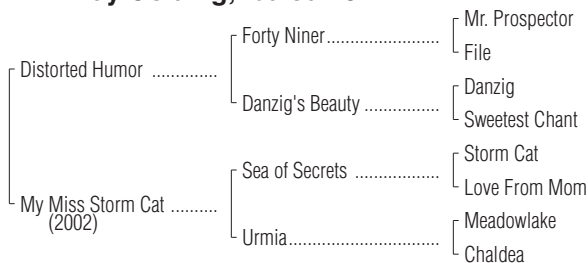 Forty Niner........................
Mr. Prospector
File
Distorted Humor .............
Danzig's Beauty ................
Danzig
Sweetest Chant
Sea of Secrets ..................
Storm Cat
Love From Mom
My Miss Storm Cat ..........
(2002)
Urmia................................
Meadowlake
Chaldea